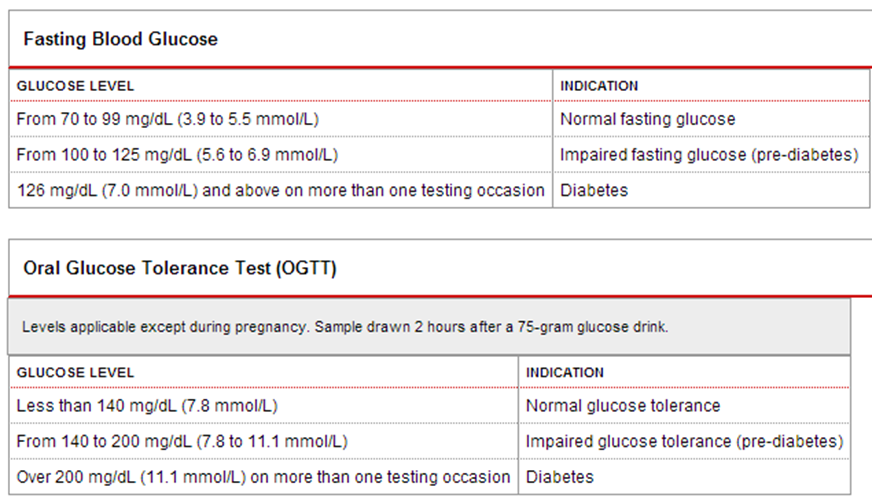 Fasting Blood Glucose
GLUCOSE LEVEL INDICATION
From 70 to 99 mg/dL (3.9 to 5.5 mmol/L) Normal fasting glucose
From 100 to 125 mg/dL (5.6 to 6.9 mmol/L) Impaired fasting glucose (pre-diabetes)
126 mg/dL (7.0 mmol/L) and above on more than one testing occasion Diabetes
Oral Glucose Tolerance Test (OGTT)
Levels applicable except during pregnancy. Sample drawn 2 hours after a 75-gram glucose drink.
GLUCOSE LEVEL INDICATION
Less than 140 mg/dL (7.8 mmol/L) Normal glucose tolerance
From 140 to 200 mg/dL (7.8 to 11.1 mmol/L) Impaired glucose tolerance (pre-diabetes)
Over 200 mg/dL (11.1 mmol/L) on more than one testing occasion Diabetes